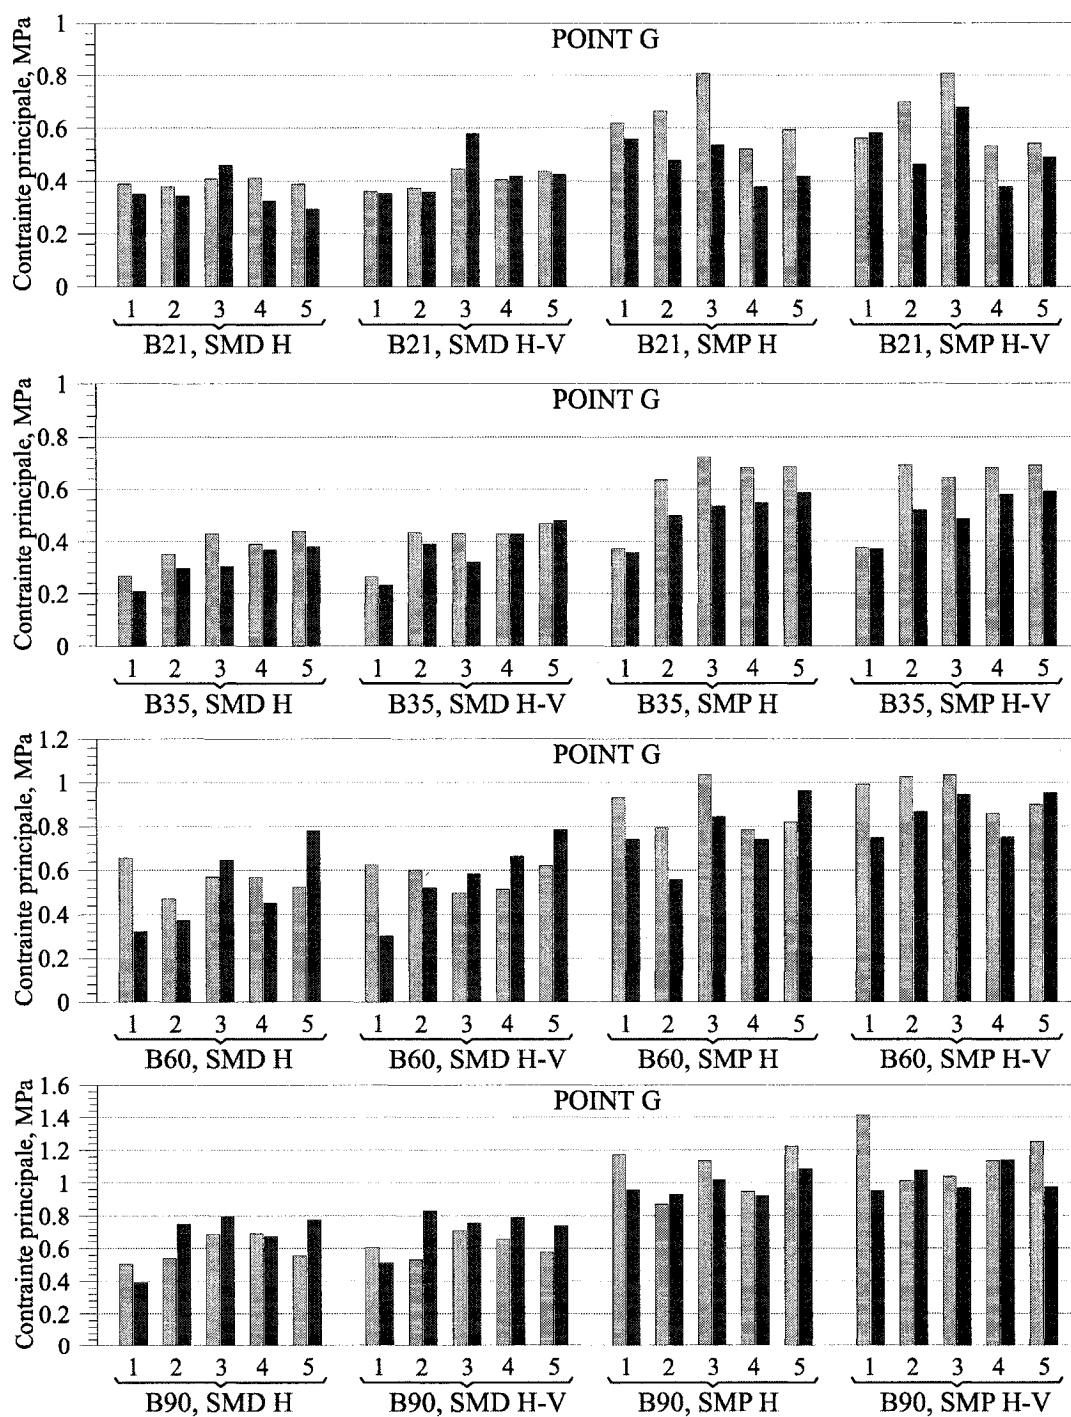 Contrainte principale, MPa
POINT G
1
0.8
0.6
0.4
0.2
0
1 2 3 4 5 1 2 3 4 5 1 2 3 4 5 1 2 3 4 5
B21, SMD H B21, SMD H-V B21, SMP H B21, SMP H-V
Contrainte principale, MPa
POINT G
1
0.8
0.6
0.4
0.2
0
1 2 3 4 5 1 2 3 4 5 1 2 3 4 5 1 2 3 4 5
B35, SMD H B35, SMD H-V B35, SMP H B35, SMP H-V
Contrainte principale, MPa
POINT G
1.2
1
0.8
0.6
0.4
0.2
0
1 2 3 4 5 1 2 3 4 5 1 2 3 4 5 1 2 3 4 5
B60, SMD H B60, SMD H-V B60, SMP H B60, SMP H-V
Contrainte principale, MPa
POINT G
1.6
1.4
1.2
1
0.8
0.6
0.4
0.2
0
1 2 3 4 5 1 2 3 4 5 1 2 3 4 5 1 2 3 4 5
B90, SMD H B90, SMD H-V B90, SMP H B90, SMP H-V